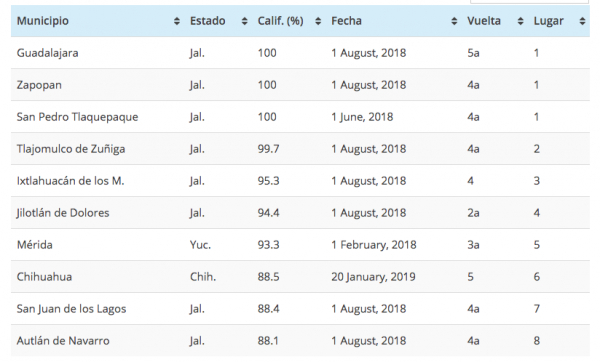 Municipio Estado Calif. (%) Fecha Vuelta Lugar
Guadalajara Jal. 100 1 August, 2018 5a 1
Zapopan Jal. 100 1 August, 2018 4a 1
San Pedro Tlaquepaque Jal. 100 1 June, 2018 4a 1
Tlajomulco de Zuñiga Jal. 99.7 1 August, 2018 4a 2
Ixtlahuacán de los M. Jal. 95.3 1 August, 2018 4 3
Jilotlán de Dolores Jal. 94.4 1 August, 2018 2a 4
Mérida Yuc. 93.3 1 February, 2018 3a 5
Chihuahua Chih. 88.5 20 January, 2019 5 6
San Juan de los Lagos Jal. 88.4 1 August, 2018 4a 7
Autlán de Navarro Jal. 88.1 1 August, 2018 4a 8